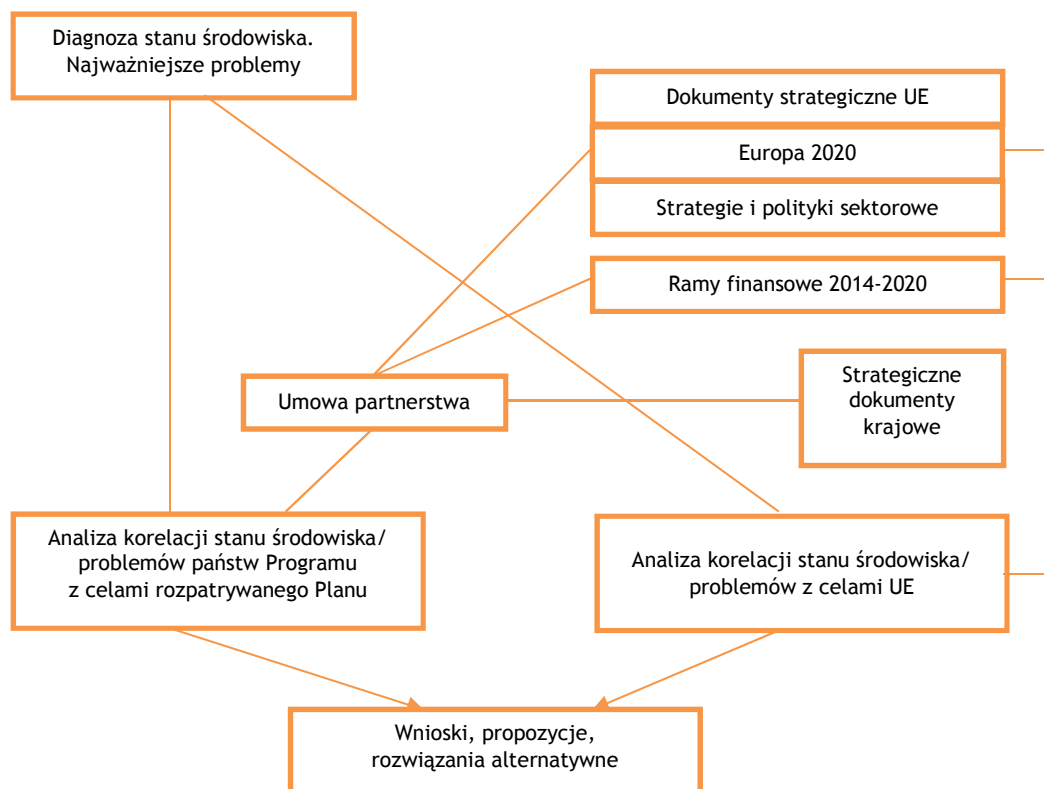 Diagnoza stanu środowiska.
Najważniejsze problemy
Dokumenty strategiczne UE
Europa 2020
Strategie i polityki sektorowe
Ramy finansowe 2014-2020
Umowa partnerstwa
Strategiczne
dokumenty
krajowe
Analiza korelacji stanu środowiska/
problemów państw Programu
z celami rozpatrywanego Planu
Analiza korelacji stanu środowiska/
problemów z celami UE
Wnioski, propozycje,
rozwiązania alternatywne